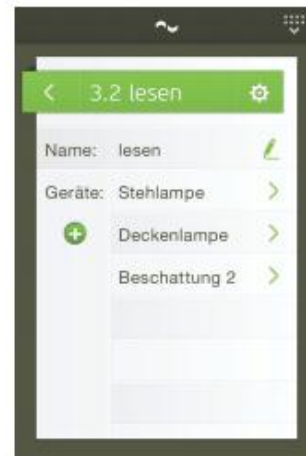 3.2 lesen
Name: lesen
Geräte: Stehlampe
Deckenlampe
Beschattung 2